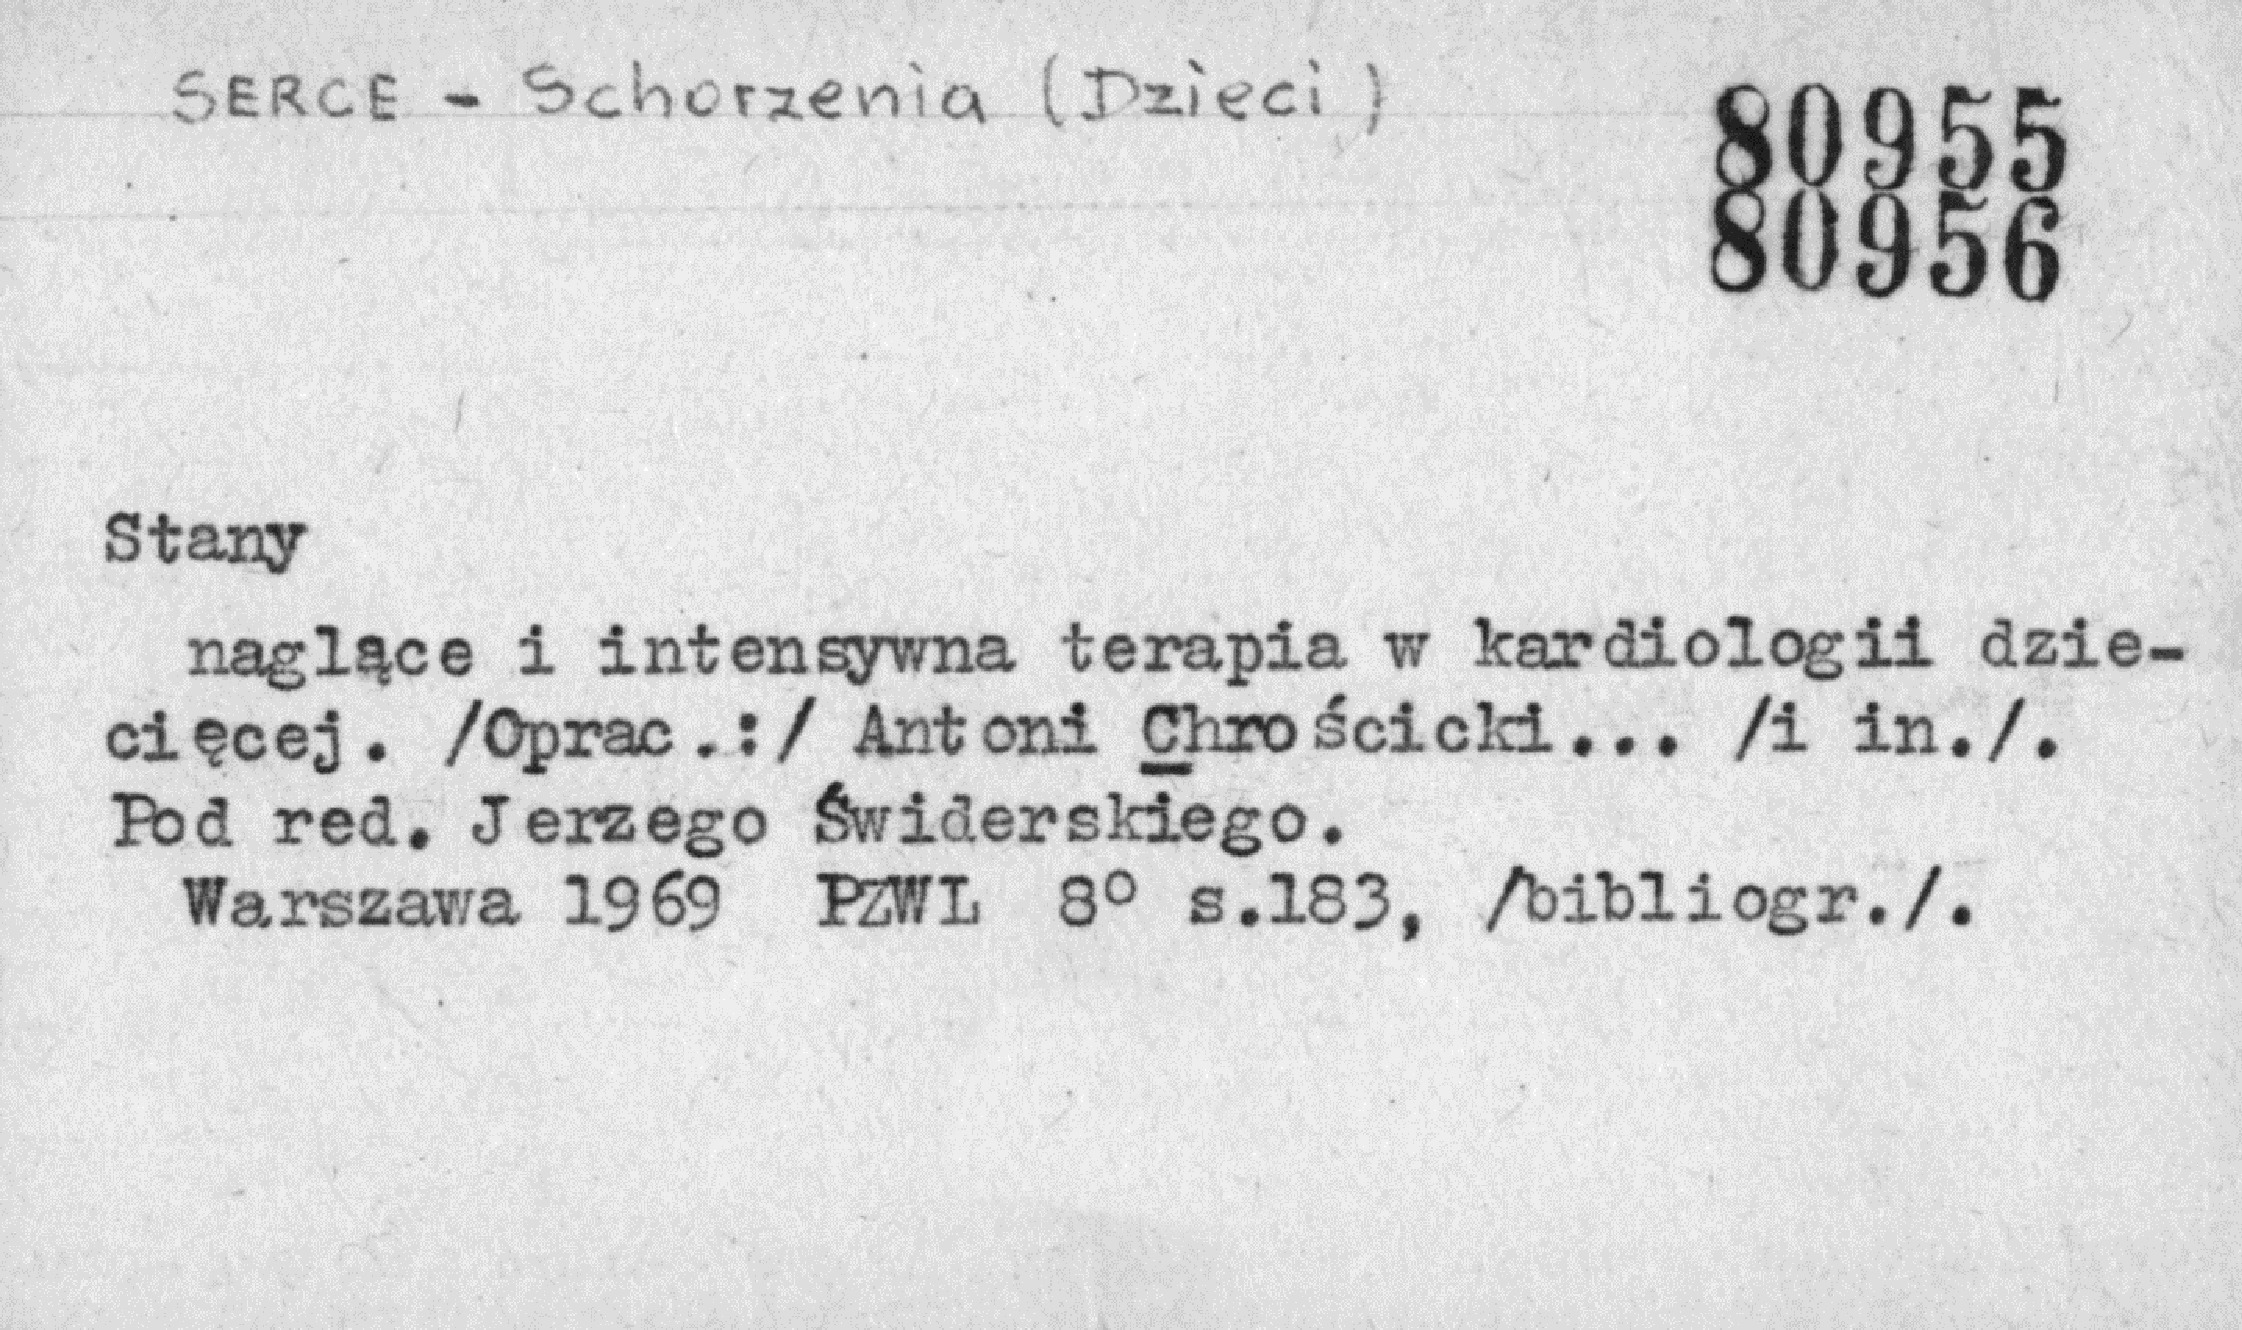 SERCE - Schorzenia (Dzieci)
80955
80956
Stany
naglące i intensywna terapia w kardiologii dzie-
cięcej. /Oprac.:/ Antoni Chrościcki... /i in./.
Pod red. Jerzego Świderskiego.
Warszawa 1969 PZWL 8° s.183, /bibliogr./.